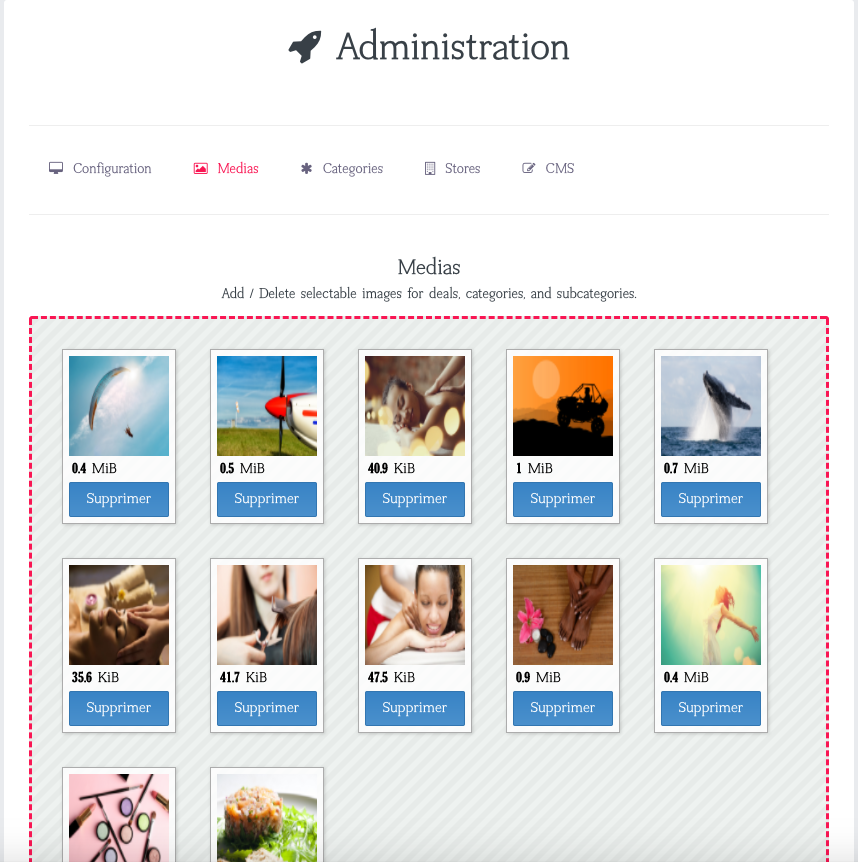 Administration
Configuration Medias Categories Stores CMS
Medias
Add / Delete selectable images for deals, categories, and subcategories.
0.4 MiB 0.5 MiB 40.9 KiB 1 MiB 0.7 MiB
Supprimer Supprimer Supprimer Supprimer Supprimer
35.6 KiB 41.7 KiB 47.5 KiB 0.9 MiB 0.4 MiB
Supprimer Supprimer Supprimer Supprimer Supprimer